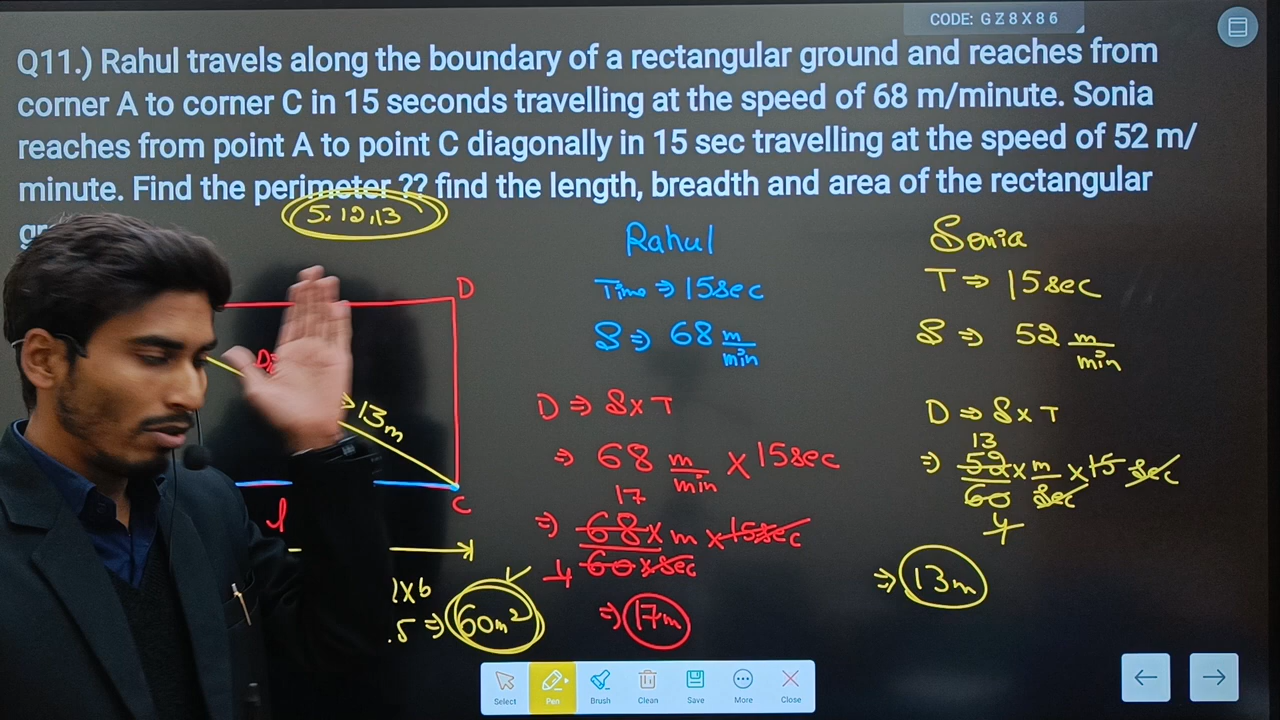 CODE: GZ8X86
Q11.) Rahul travels along the boundary of a rectangular ground and reaches from
corner A to corner C in 15 seconds travelling at the speed of 68 m/minute. Sonia
reaches from point A to point C diagonally in 15 sec travelling at the speed of 52 m/
minute. Find the perimeter ?? find the length, breadth and area of the rectangular
5,12,13
Rahul
Time ⇒ 15sec
S ⇒ 68 m/min
D ⇒ S x T
⇒ 68 m/min x 15sec
17
⇒ 68 x m x 15sec
4 60 x sec
⇒ 17m
Sonia
T ⇒ 15sec
S ⇒ 52 m/min
D ⇒ S x T
13
⇒ 52/60 x m/sec x 15 sec
4
⇒ 13m
D
13m
C
l
.5 ⇒ 60m²
Select
Pen
Brush
Clean
Save
More
Close